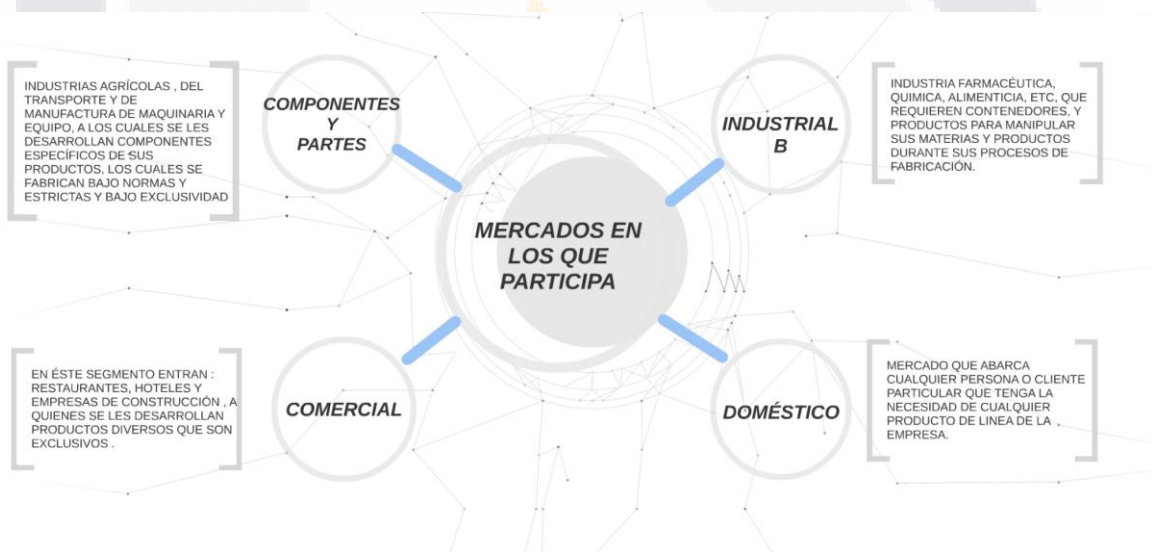 INDUSTRIAS AGRÍCOLAS , DEL
TRANSPORTE Y DE
MANUFACTURA DE MAQUINARIA Y
EQUIPO, A LOS CUALES SE LES
DESARROLLAN COMPONENTES
ESPECÍFICOS DE SUS
PRODUCTOS, LOS CUALES SE
FABRICAN BAJO NORMAS Y
ESTRICTAS Y BAJO EXCLUSIVIDAD
COMPONENTES
Y
PARTES
INDUSTRIAL
B
INDUSTRIA FARMACÉUTICA,
QUIMICA, ALIMENTICIA, ETC, QUE
REQUIEREN CONTENEDORES, Y
PRODUCTOS PARA MANIPULAR
SUS MATERIAS Y PRODUCTOS
DURANTE SUS PROCESOS DE
FABRICACIÓN.
MERCADOS EN
LOS QUE
PARTICIPA
EN ÉSTE SEGMENTO ENTRAN :
RESTAURANTES, HOTELES Y
EMPRESAS DE CONSTRUCCIÓN , A
QUIENES SE LES DESARROLLAN
PRODUCTOS DIVERSOS QUE SON
EXCLUSIVOS .
COMERCIAL
DOMÉSTICO
MERCADO QUE ABARCA
CUALQUIER PERSONA O CLIENTE
PARTICULAR QUE TENGA LA
NECESIDAD DE CUALQUIER
PRODUCTO DE LINEA DE LA
EMPRESA.